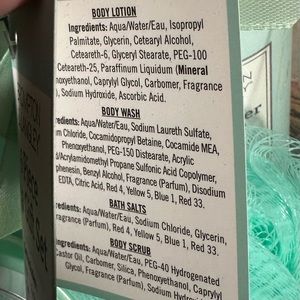 BODY LOTION
Ingredients: Aqua/Water/Eau, Isopropyl
Palmitate, Glycerin, Cetearyl Alcohol,
Ceteareth-6, Glyceryl Stearate, PEG-100
Ceteareth-25, Paraffinum Liquidum (Mineral
noxyethanol, Caprylyl Glycol, Carbomer, Fragrance
), Sodium Hydroxide, Ascorbic Acid.
BODY WASH
redients: Aqua/Water/Eau, Sodium Laureth Sulfate,
m Chloride, Cocamidopropyl Betaine, Cocamide MEA,
Phenoxyethanol, PEG-150 Distearate, Acrylic
d/Acrylamidomethyl Propane Sulfonic Acid Copolymer,
phenesin, Benzyl Alcohol, Fragrance (Parfum), Disodium
EDTA, Citric Acid, Red 4, Yellow 5, Blue 1, Red 33.
BATH SALTS
redients: Aqua/Water/Eau, Sodium Chloride, Glycerin,
agrance (Parfum), Red 4, Yellow 5, Blue 1, Red 33.
BODY SCRUB
ngredients: Aqua/Water/Eau, PEG-40 Hydrogenated
Castor Oil, Carbomer, Silica, Phenoxyethanol, Caprylyl
Glycol, Fragrance (Parfum), Sodium Hydroxide